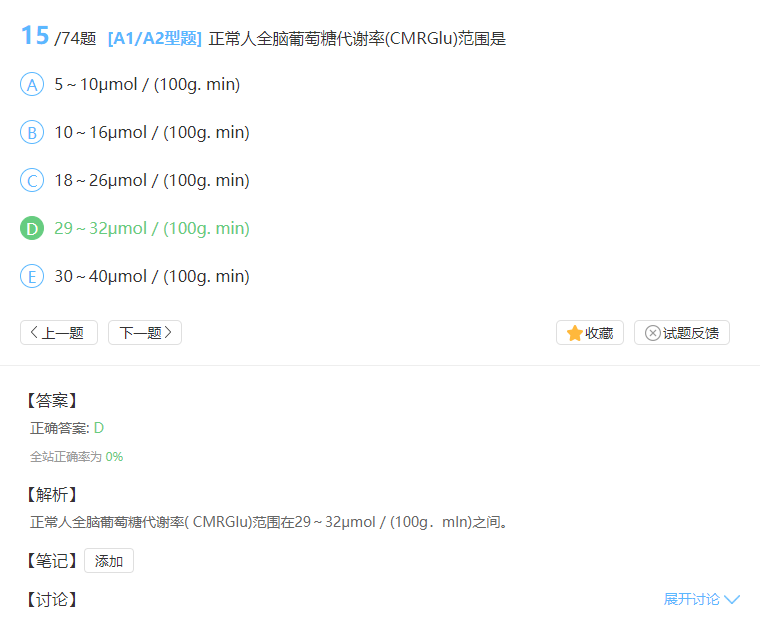 15 /74题 [A1/A2型题] 正常人全脑葡萄糖代谢率(CMRGlu)范围是
A 5～10μmol / (100g. min)
B 10～16μmol / (100g. min)
C 18～26μmol / (100g. min)
D 29～32μmol / (100g. min)
E 30～40μmol / (100g. min)
上一题 下一题 收藏 试题反馈
【答案】
正确答案: D
全站正确率为 0%
【解析】
正常人全脑葡萄糖代谢率( CMRGlu)范围在29～32μmol / (100g．mln)之间。
【笔记】 添加
【讨论】 展开讨论